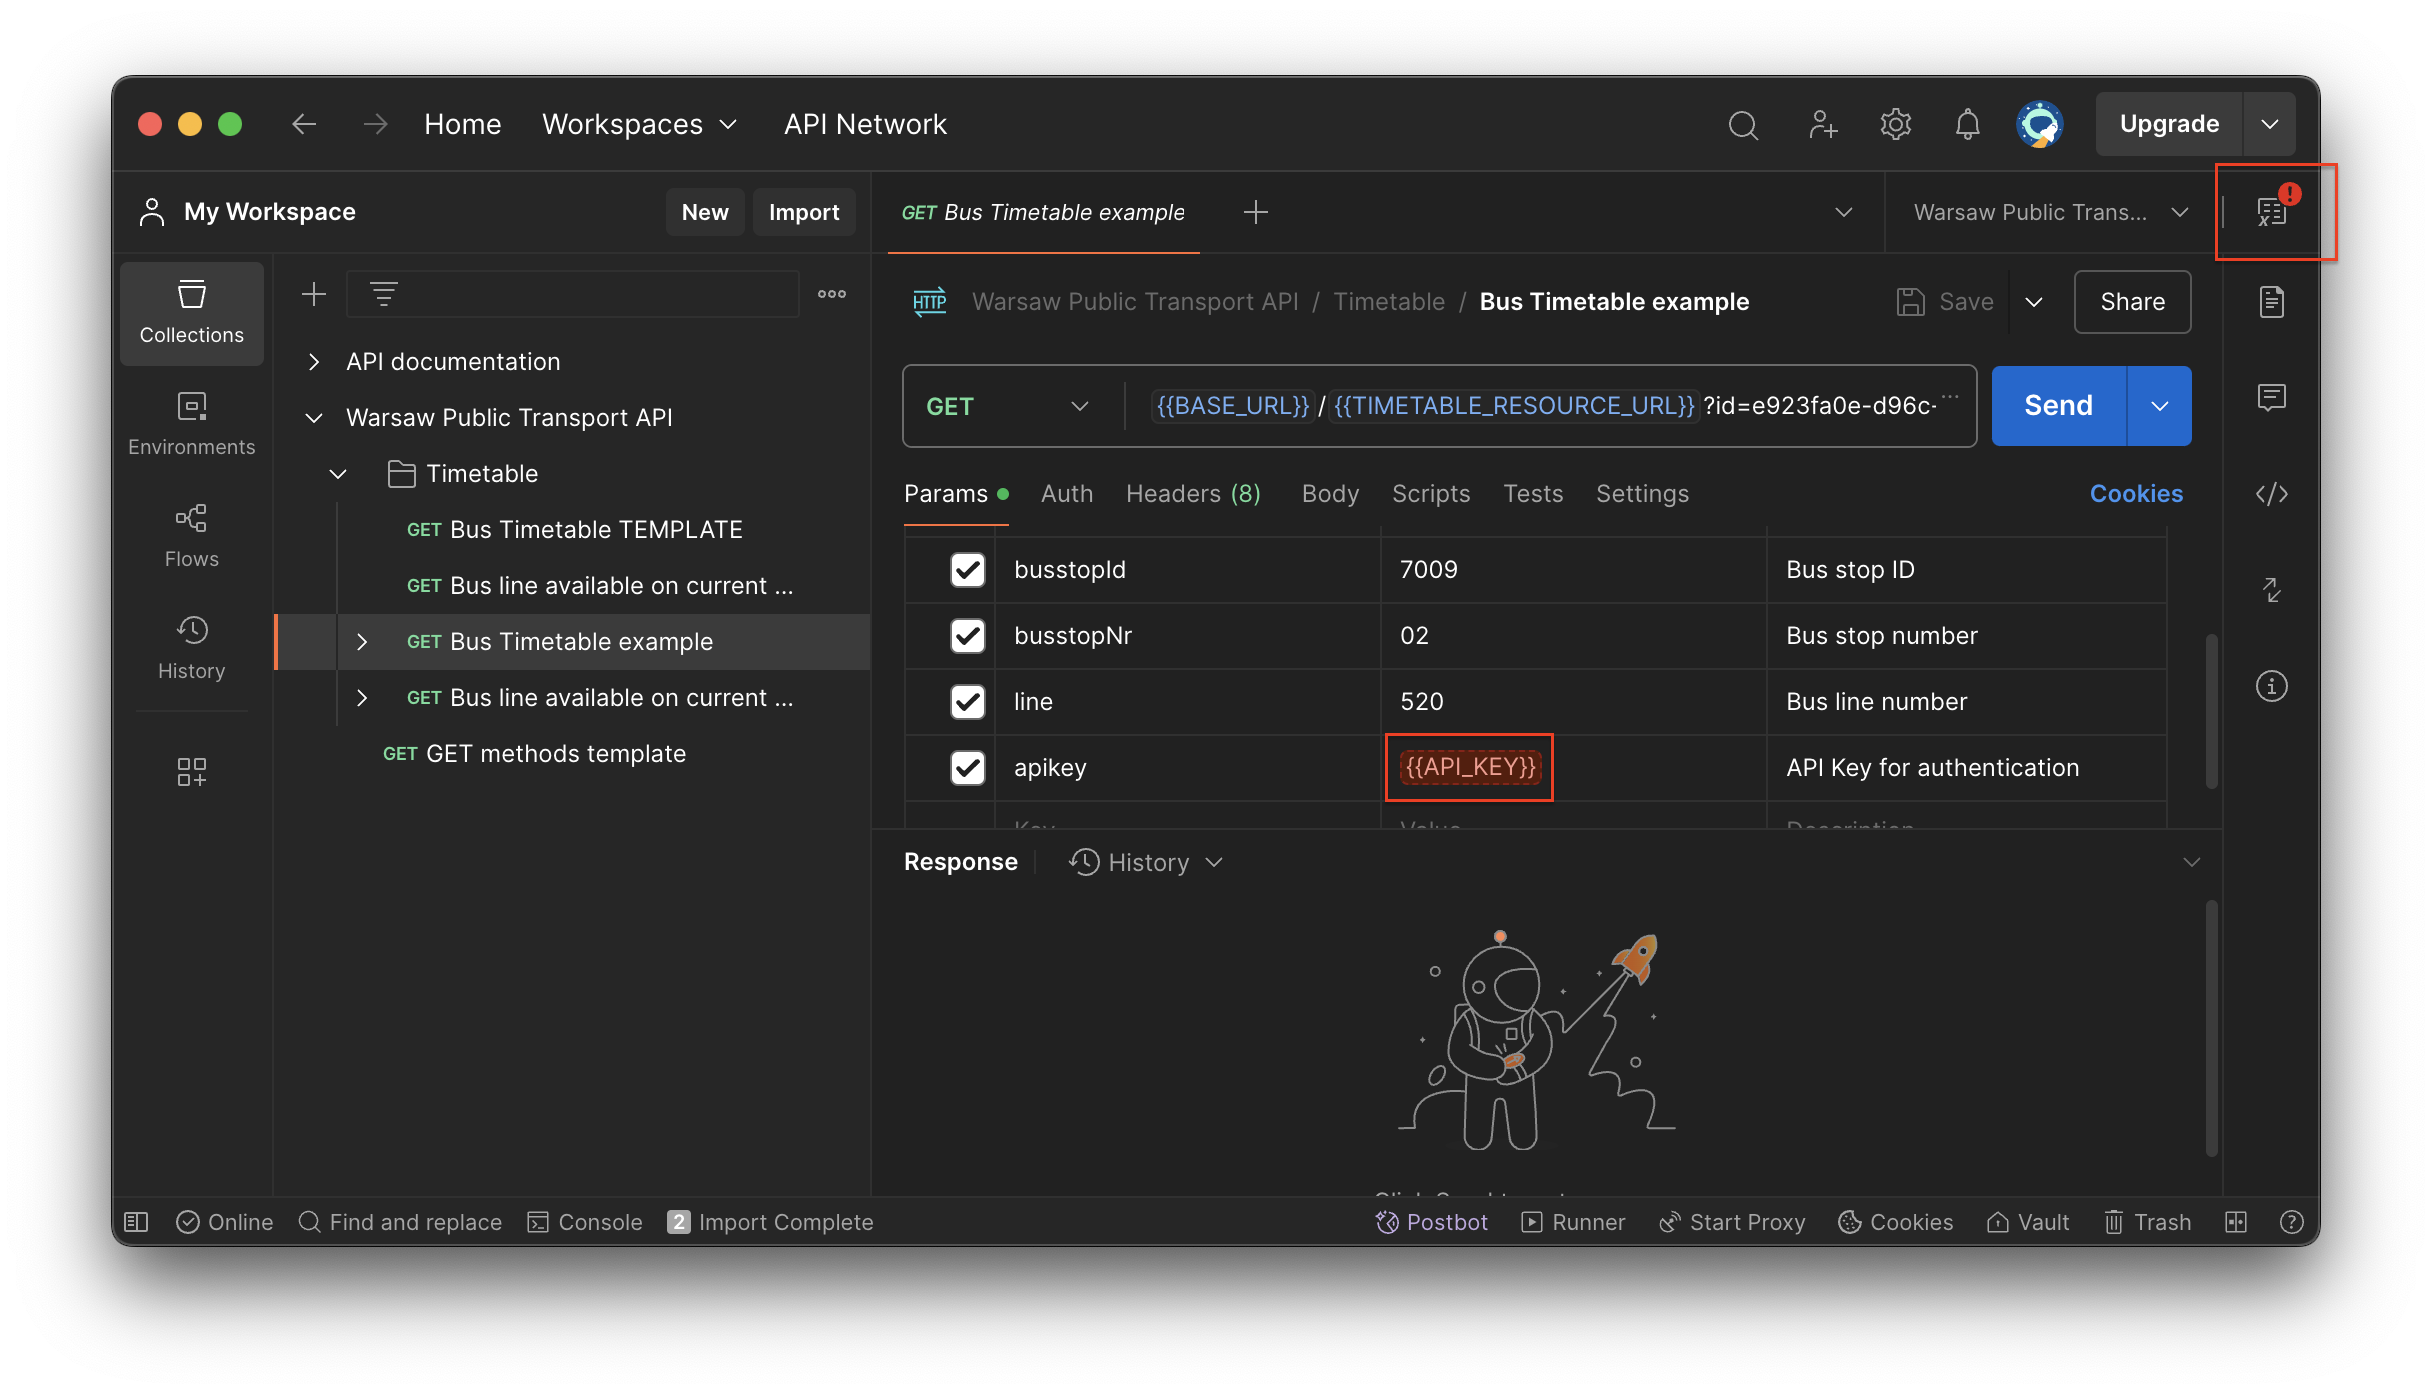 Home Workspaces API Network Upgrade
My Workspace New Import
GET Bus Timetable example Warsaw Public Trans...
Collections
Environments
Flows
History
API documentation
Warsaw Public Transport API
Timetable
GET Bus Timetable TEMPLATE
GET Bus line available on current ...
GET Bus Timetable example
GET Bus line available on current ...
GET GET methods template
HTTP Warsaw Public Transport API / Timetable / Bus Timetable example Save Share
GET {{BASE_URL}}/{{TIMETABLE_RESOURCE_URL}}?id=e923fa0e-d96c-... Send
Params Auth Headers (8) Body Scripts Tests Settings Cookies
busstopId 7009 Bus stop ID
busstopNr 02 Bus stop number
line 520 Bus line number
apikey {{API_KEY}} API Key for authentication
Key Value Description
Response History
Online Find and replace Console 2 Import Complete Postbot Runner Start Proxy Cookies Vault Trash